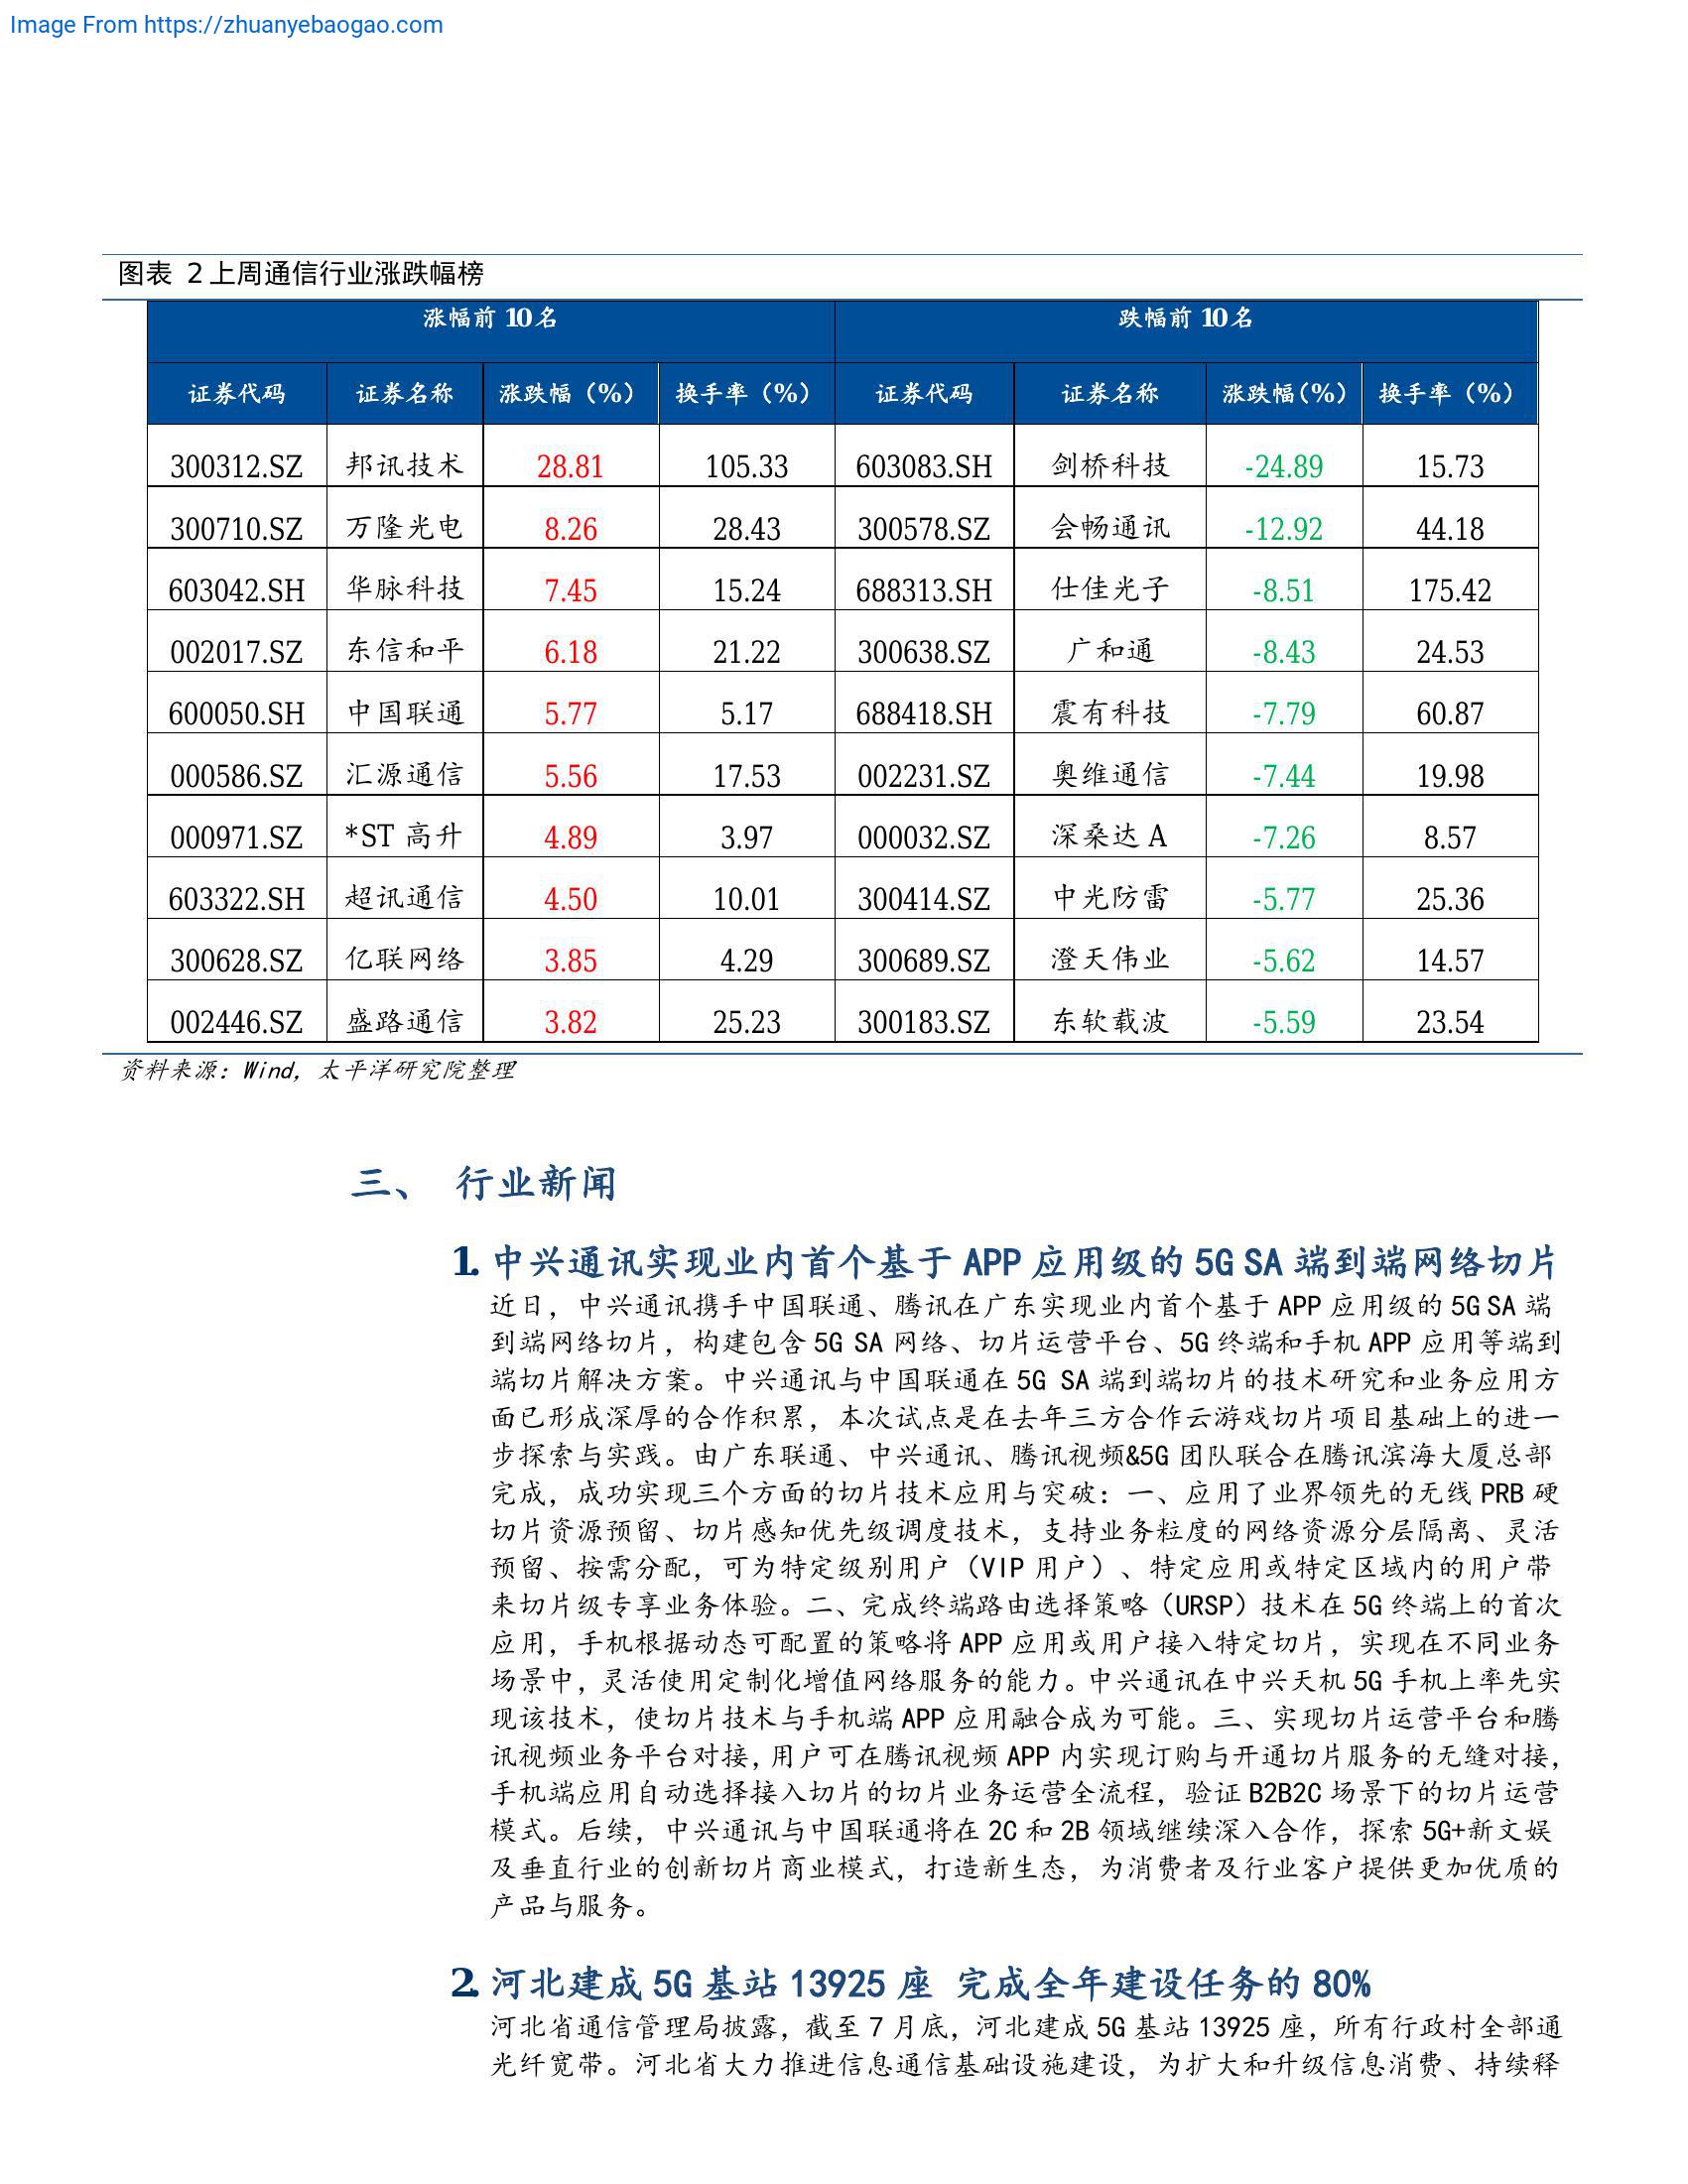 Image From https://zhuanyebaogao.com
图表 2 上周通信行业涨跌幅榜
涨幅前 10 名 跌幅前 10 名
证券代码 证券名称 涨跌幅（%） 换手率（%） 证券代码 证券名称 涨跌幅（%） 换手率（%）
300312.SZ 邦讯技术 28.81 105.33 603083.SH 剑桥科技 -24.89 15.73
300710.SZ 万隆光电 8.26 28.43 300578.SZ 会畅通讯 -12.92 44.18
603042.SH 华脉科技 7.45 15.24 688313.SH 仕佳光子 -8.51 175.42
002017.SZ 东信和平 6.18 21.22 300638.SZ 广和通 -8.43 24.53
600050.SH 中国联通 5.77 5.17 688418.SH 震有科技 -7.79 60.87
000586.SZ 汇源通信 5.56 17.53 002231.SZ 奥维通信 -7.44 19.98
000971.SZ *ST 高升 4.89 3.97 000032.SZ 深桑达 A -7.26 8.57
603322.SH 超讯通信 4.50 10.01 300414.SZ 中光防雷 -5.77 25.36
300628.SZ 亿联网络 3.85 4.29 300689.SZ 澄天伟业 -5.62 14.57
002446.SZ 盛路通信 3.82 25.23 300183.SZ 东软载波 -5.59 23.54
资料来源：Wind，太平洋研究院整理
三、 行业新闻
1. 中兴通讯实现业内首个基于 APP 应用级的 5G SA 端到端网络切片
近日，中兴通讯携手中国联通、腾讯在广东实现业内首个基于 APP 应用级的 5G SA 端
到端网络切片，构建包含 5G SA 网络、切片运营平台、5G 终端和手机 APP 应用等端到
端切片解决方案。中兴通讯与中国联通在 5G SA 端到端切片的技术研究和业务应用方
面已形成深厚的合作积累，本次试点是在去年三方合作云游戏切片项目基础上的进一
步探索与实践。由广东联通、中兴通讯、腾讯视频&5G 团队联合在腾讯滨海大厦总部
完成，成功实现三个方面的切片技术应用与突破：一、应用了业界领先的无线 PRB 硬
切片资源预留、切片感知优先级调度技术，支持业务粒度的网络资源分层隔离、灵活
预留、按需分配，可为特定级别用户（VIP 用户）、特定应用或特定区域内的用户带
来切片级专享业务体验。二、完成终端路由选择策略（URSP）技术在 5G 终端上的首次
应用，手机根据动态可配置的策略将 APP 应用或用户接入特定切片，实现在不同业务
场景中，灵活使用定制化增值网络服务的能力。中兴通讯在中兴天机 5G 手机上率先实
现该技术，使切片技术与手机端 APP 应用融合成为可能。三、实现切片运营平台和腾
讯视频业务平台对接，用户可在腾讯视频 APP 内实现订购与开通切片服务的无缝对接，
手机端应用自动选择接入切片的切片业务运营全流程，验证 B2B2C 场景下的切片运营
模式。后续，中兴通讯与中国联通将在 2C 和 2B 领域继续深入合作，探索 5G+新文娱
及垂直行业的创新切片商业模式，打造新生态，为消费者及行业客户提供更加优质的
产品与服务。
2. 河北建成 5G 基站 13925 座 完成全年建设任务的 80%
河北省通信管理局披露，截至 7 月底，河北建成 5G 基站 13925 座，所有行政村全部通
光纤宽带。河北省大力推进信息通信基础设施建设，为扩大和升级信息消费、持续释